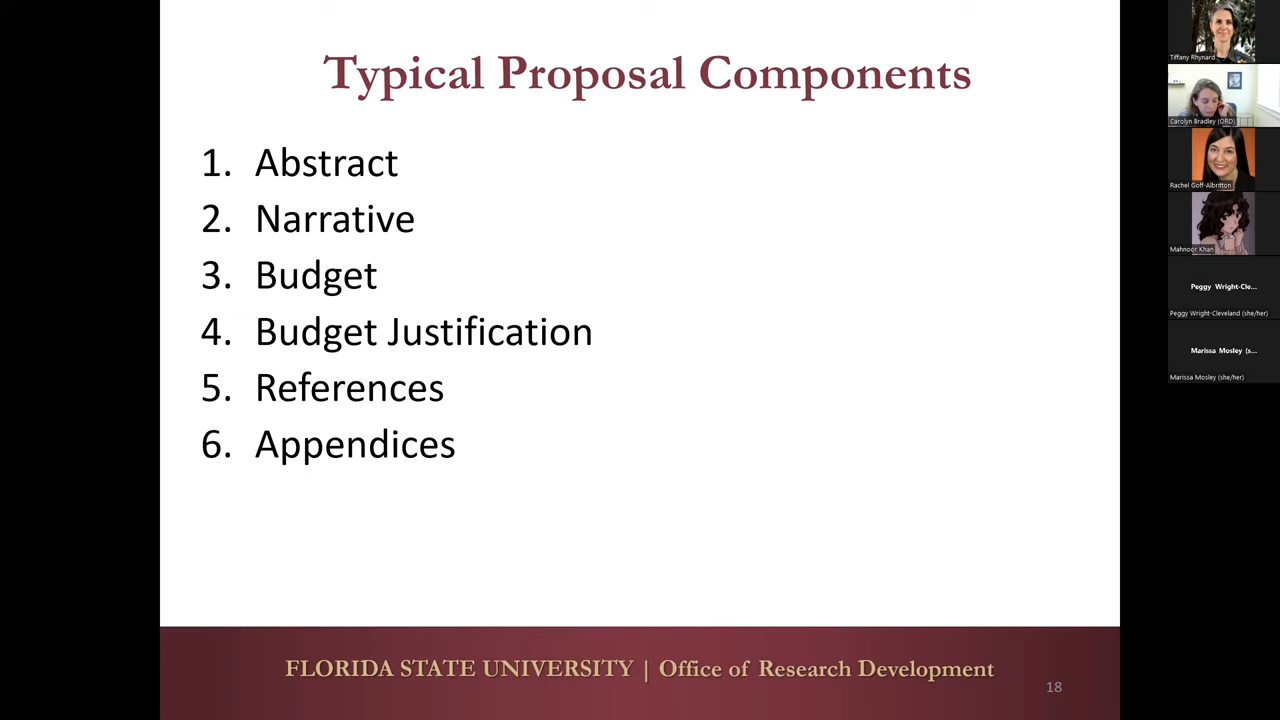 Typical Proposal Components
1. Abstract
2. Narrative
3. Budget
4. Budget Justification
5. References
6. Appendices
FLORIDA STATE UNIVERSITY | Office of Research Development
18
Tiffany Rhynard
Carolyn Bradley (ORD)
Rachel Goff-Albritton
Mahnoor Khan
Peggy Wright-Cle...
Peggy Wright-Cleveland (she/her)
Marissa Mosley (s...
Marissa Mosley (she/her)